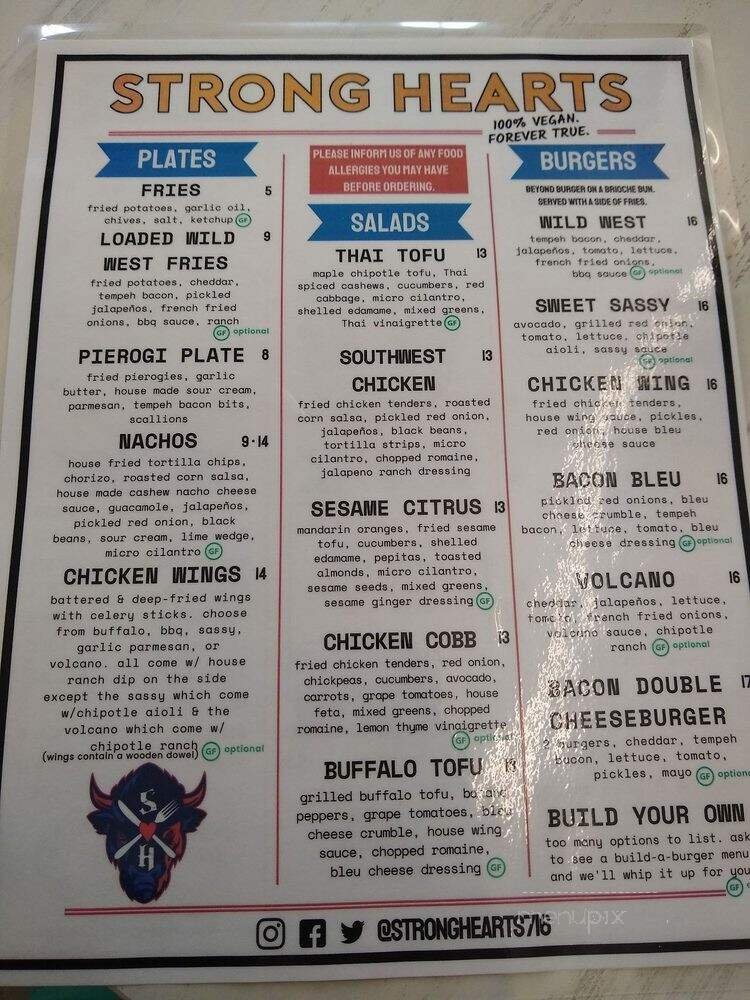 STRONG HEARTS
100% VEGAN.
FOREVER TRUE.
PLATES
FRIES 5
fried potatoes, garlic oil,
chives, salt, ketchup GF
LOADED WILD 9
WEST FRIES
fried potatoes, cheddar,
tempeh bacon, pickled
jalapeños, french fried
onions, bbq sauce, ranch
GF optional
PIEROGI PLATE 8
fried pierogies, garlic
butter, house made sour cream,
parmesan, tempeh bacon bits,
scallions
NACHOS 9·14
house fried tortilla chips,
chorizo, roasted corn salsa,
house made cashew nacho cheese
sauce, guacamole, jalapeños,
pickled red onion, black
beans, sour cream, lime wedge,
micro cilantro GF
CHICKEN WINGS 14
battered & deep-fried wings
with celery sticks. choose
from buffalo, bbq, sassy,
garlic parmesan, or
volcano. all come w/ house
ranch dip on the side
except the sassy which come
w/chipotle aioli & the
volcano which come w/
chipotle ranch GF optional
(wings contain a wooden dowel)
S
H
PLEASE INFORM US OF ANY FOOD
ALLERGIES YOU MAY HAVE
BEFORE ORDERING.
SALADS
THAI TOFU 13
maple chipotle tofu, Thai
spiced cashews, cucumbers, red
cabbage, micro cilantro,
shelled edamame, mixed greens,
Thai vinaigrette GF
SOUTHWEST 13
CHICKEN
fried chicken tenders, roasted
corn salsa, pickled red onion,
jalapeños, black beans,
tortilla strips, micro
cilantro, chopped romaine,
jalapeno ranch dressing
SESAME CITRUS 13
mandarin oranges, fried sesame
tofu, cucumbers, shelled
edamame, pepitas, toasted
almonds, micro cilantro,
sesame seeds, mixed greens,
sesame ginger dressing GF
CHICKEN COBB 13
fried chicken tenders, red onion,
chickpeas, cucumbers, avocado,
carrots, grape tomatoes, house
feta, mixed greens, chopped
romaine, lemon thyme vinaigrette
GF optional
BUFFALO TOFU 13
grilled buffalo tofu, banana
peppers, grape tomatoes, bleu
cheese crumble, house wing
sauce, chopped romaine,
bleu cheese dressing GF
BURGERS
BEYOND BURGER ON A BRIOCHE BUN.
SERVED WITH A SIDE OF FRIES.
WILD WEST 16
tempeh bacon, cheddar,
jalapeños, tomato, lettuce,
french fried onions,
bbq sauce GF optional
SWEET SASSY 16
avocado, grilled red onion,
tomato, lettuce, chipotle
aioli, sassy sauce
GF optional
CHICKEN WING 16
fried chicken tenders,
house wing sauce, pickles,
red onion, house bleu
cheese sauce
BACON BLEU 16
pickled red onions, bleu
cheese crumble, tempeh
bacon, lettuce, tomato, bleu
cheese dressing GF optional
VOLCANO 16
cheddar, jalapeños, lettuce,
tomato, french fried onions,
volcano sauce, chipotle
ranch GF optional
BACON DOUBLE 17
CHEESEBURGER
2 burgers, cheddar, tempeh
bacon, lettuce, tomato,
pickles, mayo GF optional
BUILD YOUR OWN
too many options to list. ask
to see a build-a-burger menu
and we'll whip it up for you
GF
@STRONGHEARTS716
menupix